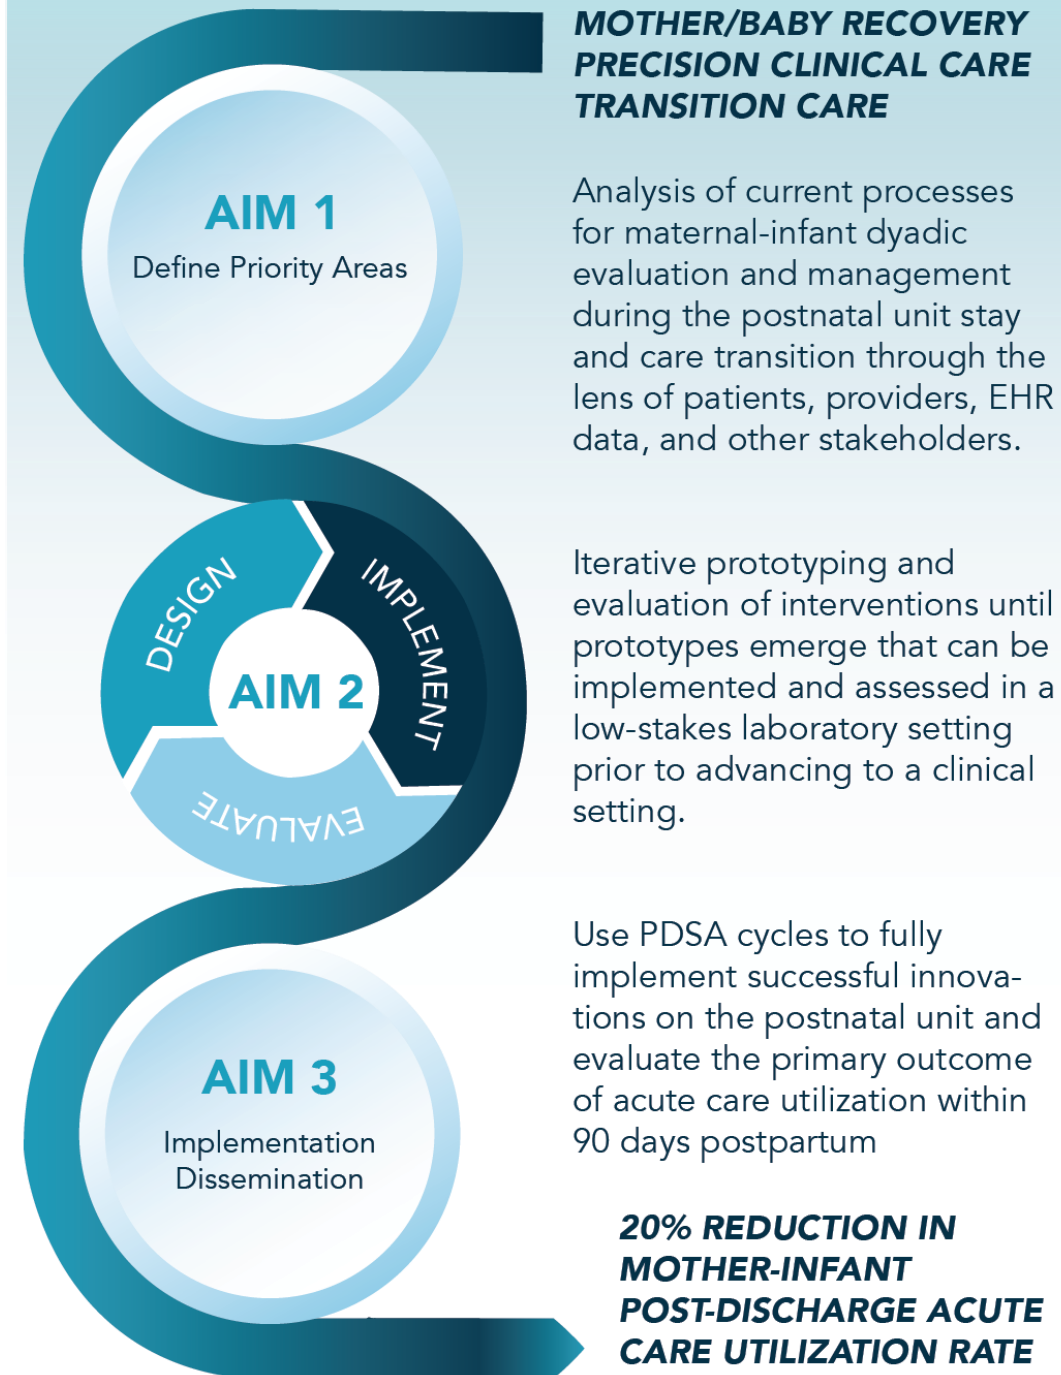 MOTHER/BABY RECOVERY
PRECISION CLINICAL CARE
TRANSITION CARE
AIM 1
Define Priority Areas
Analysis of current processes
for maternal-infant dyadic
evaluation and management
during the postnatal unit stay
and care transition through the
lens of patients, providers, EHR
data, and other stakeholders.
DESIGN
IMPLEMENT
EVALUATE
AIM 2
Iterative prototyping and
evaluation of interventions until
prototypes emerge that can be
implemented and assessed in a
low-stakes laboratory setting
prior to advancing to a clinical
setting.
AIM 3
Implementation
Dissemination
Use PDSA cycles to fully
implement successful innova-
tions on the postnatal unit and
evaluate the primary outcome
of acute care utilization within
90 days postpartum
20% REDUCTION IN
MOTHER-INFANT
POST-DISCHARGE ACUTE
CARE UTILIZATION RATE